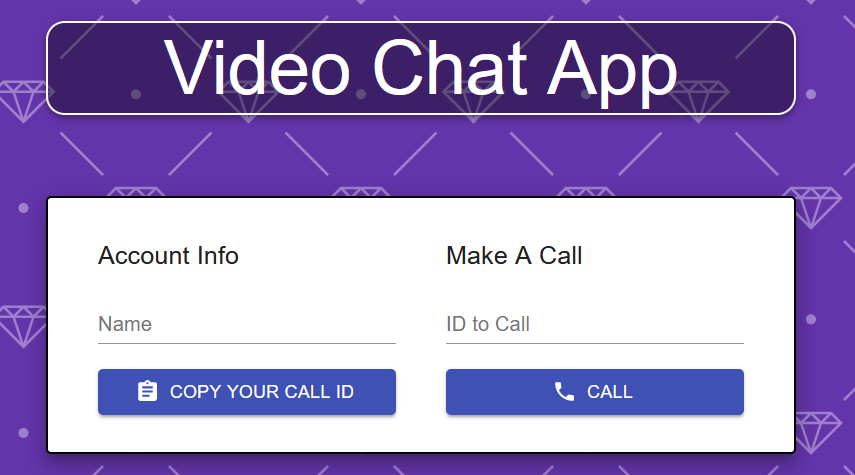 Video Chat App
Account Info
Name
COPY YOUR CALL ID
Make A Call
ID to Call
CALL